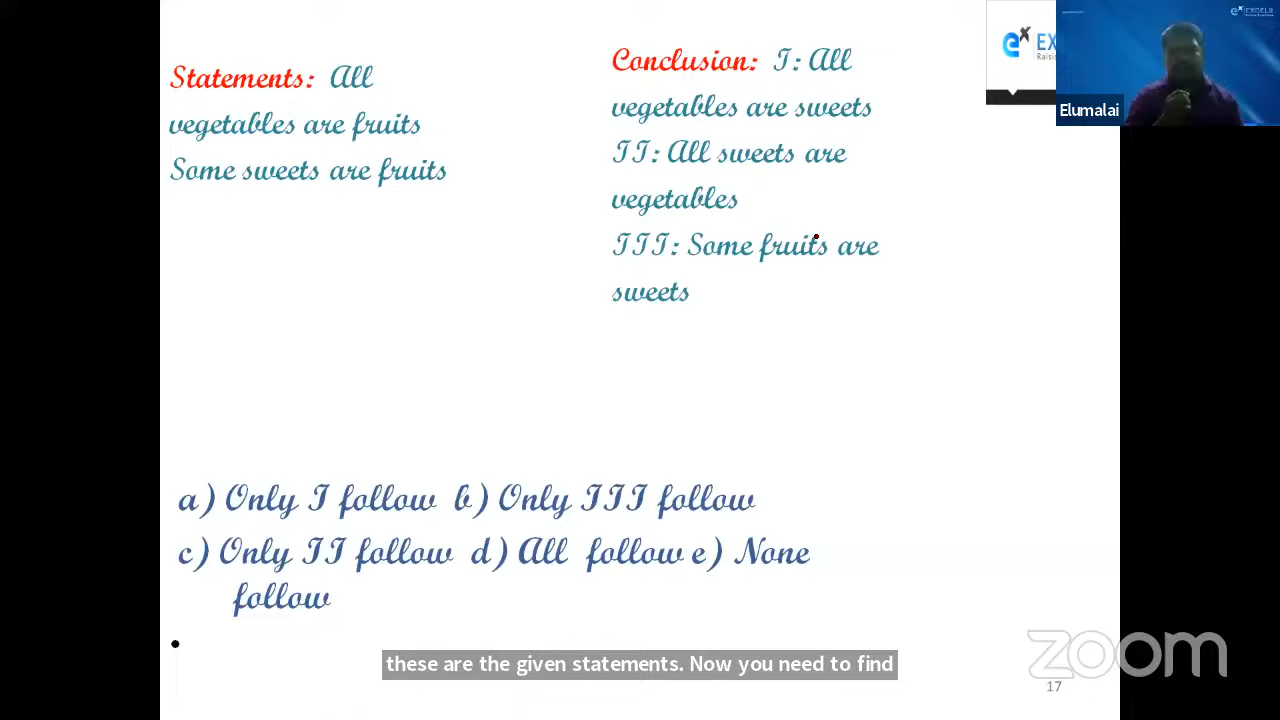 Statements: All
vegetables are fruits
Some sweets are fruits
Conclusion: I: All
vegetables are sweets
II: All sweets are
vegetables
III: Some fruits are
sweets
a) Only I follow b) Only III follow
c) Only II follow d) All follow e) None
follow
these are the given statements. Now you need to find
Elumalai
EXCELR
zoom
17